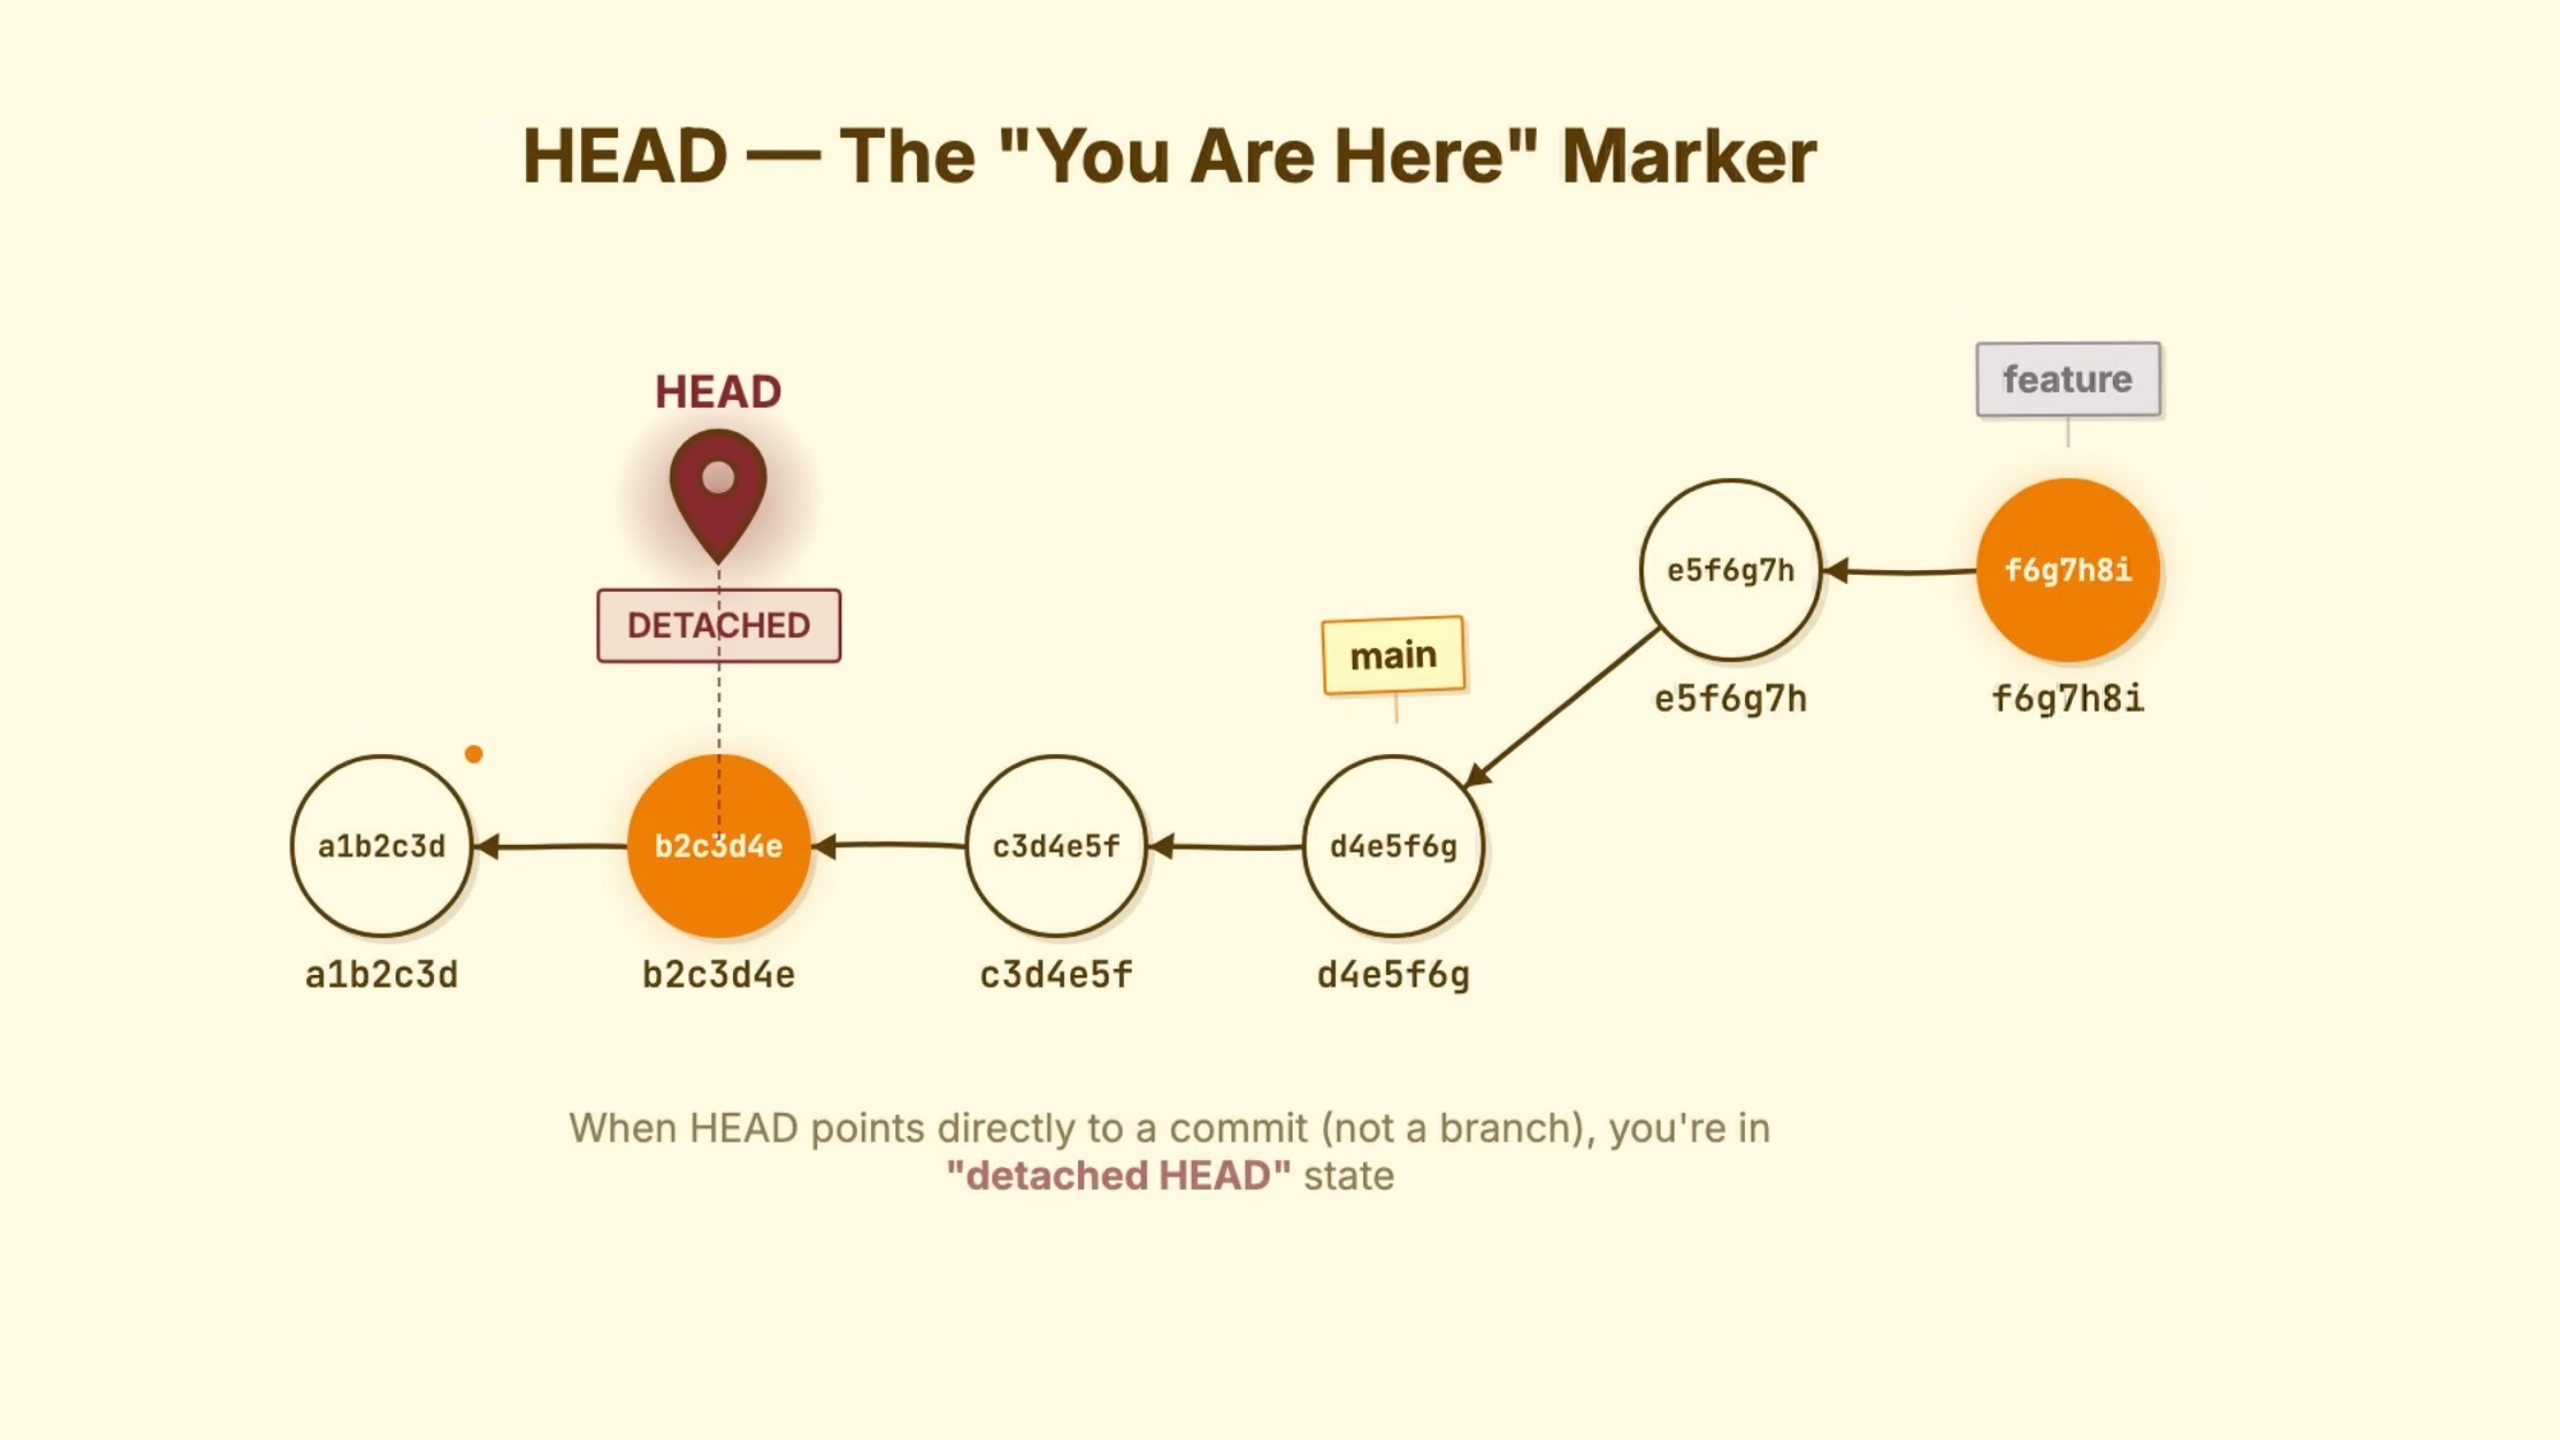 HEAD — The "You Are Here" Marker
HEAD
feature
DETACHED
main
e5f6g7h
f6g7h8i
e5f6g7h
f6g7h8i
a1b2c3d
b2c3d4e
c3d4e5f
d4e5f6g
a1b2c3d
b2c3d4e
c3d4e5f
d4e5f6g
When HEAD points directly to a commit (not a branch), you're in
"detached HEAD" state